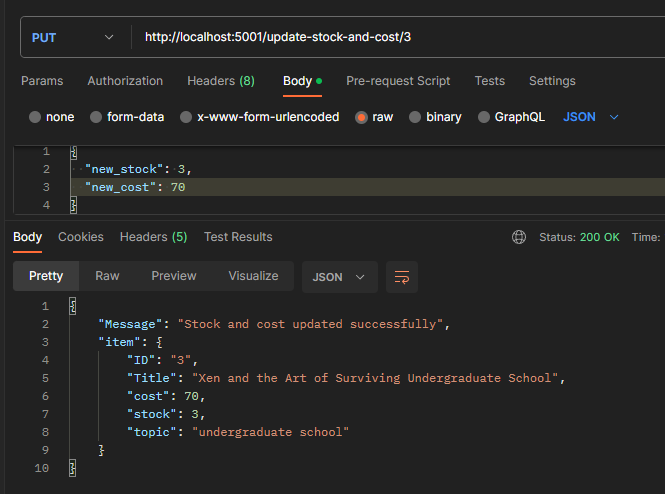 PUT http://localhost:5001/update-stock-and-cost/3
Params Authorization Headers (8) Body Pre-request Script Tests Settings
none form-data x-www-form-urlencoded raw binary GraphQL JSON
1 {
2 "new_stock": 3,
3 "new_cost": 70
4 }
Body Cookies Headers (5) Test Results Status: 200 OK Time:
Pretty Raw Preview Visualize JSON
1 {
2 "Message": "Stock and cost updated successfully",
3 "item": {
4 "ID": "3",
5 "Title": "Xen and the Art of Surviving Undergraduate School",
6 "cost": 70,
7 "stock": 3,
8 "topic": "undergraduate school"
9 }
10 }